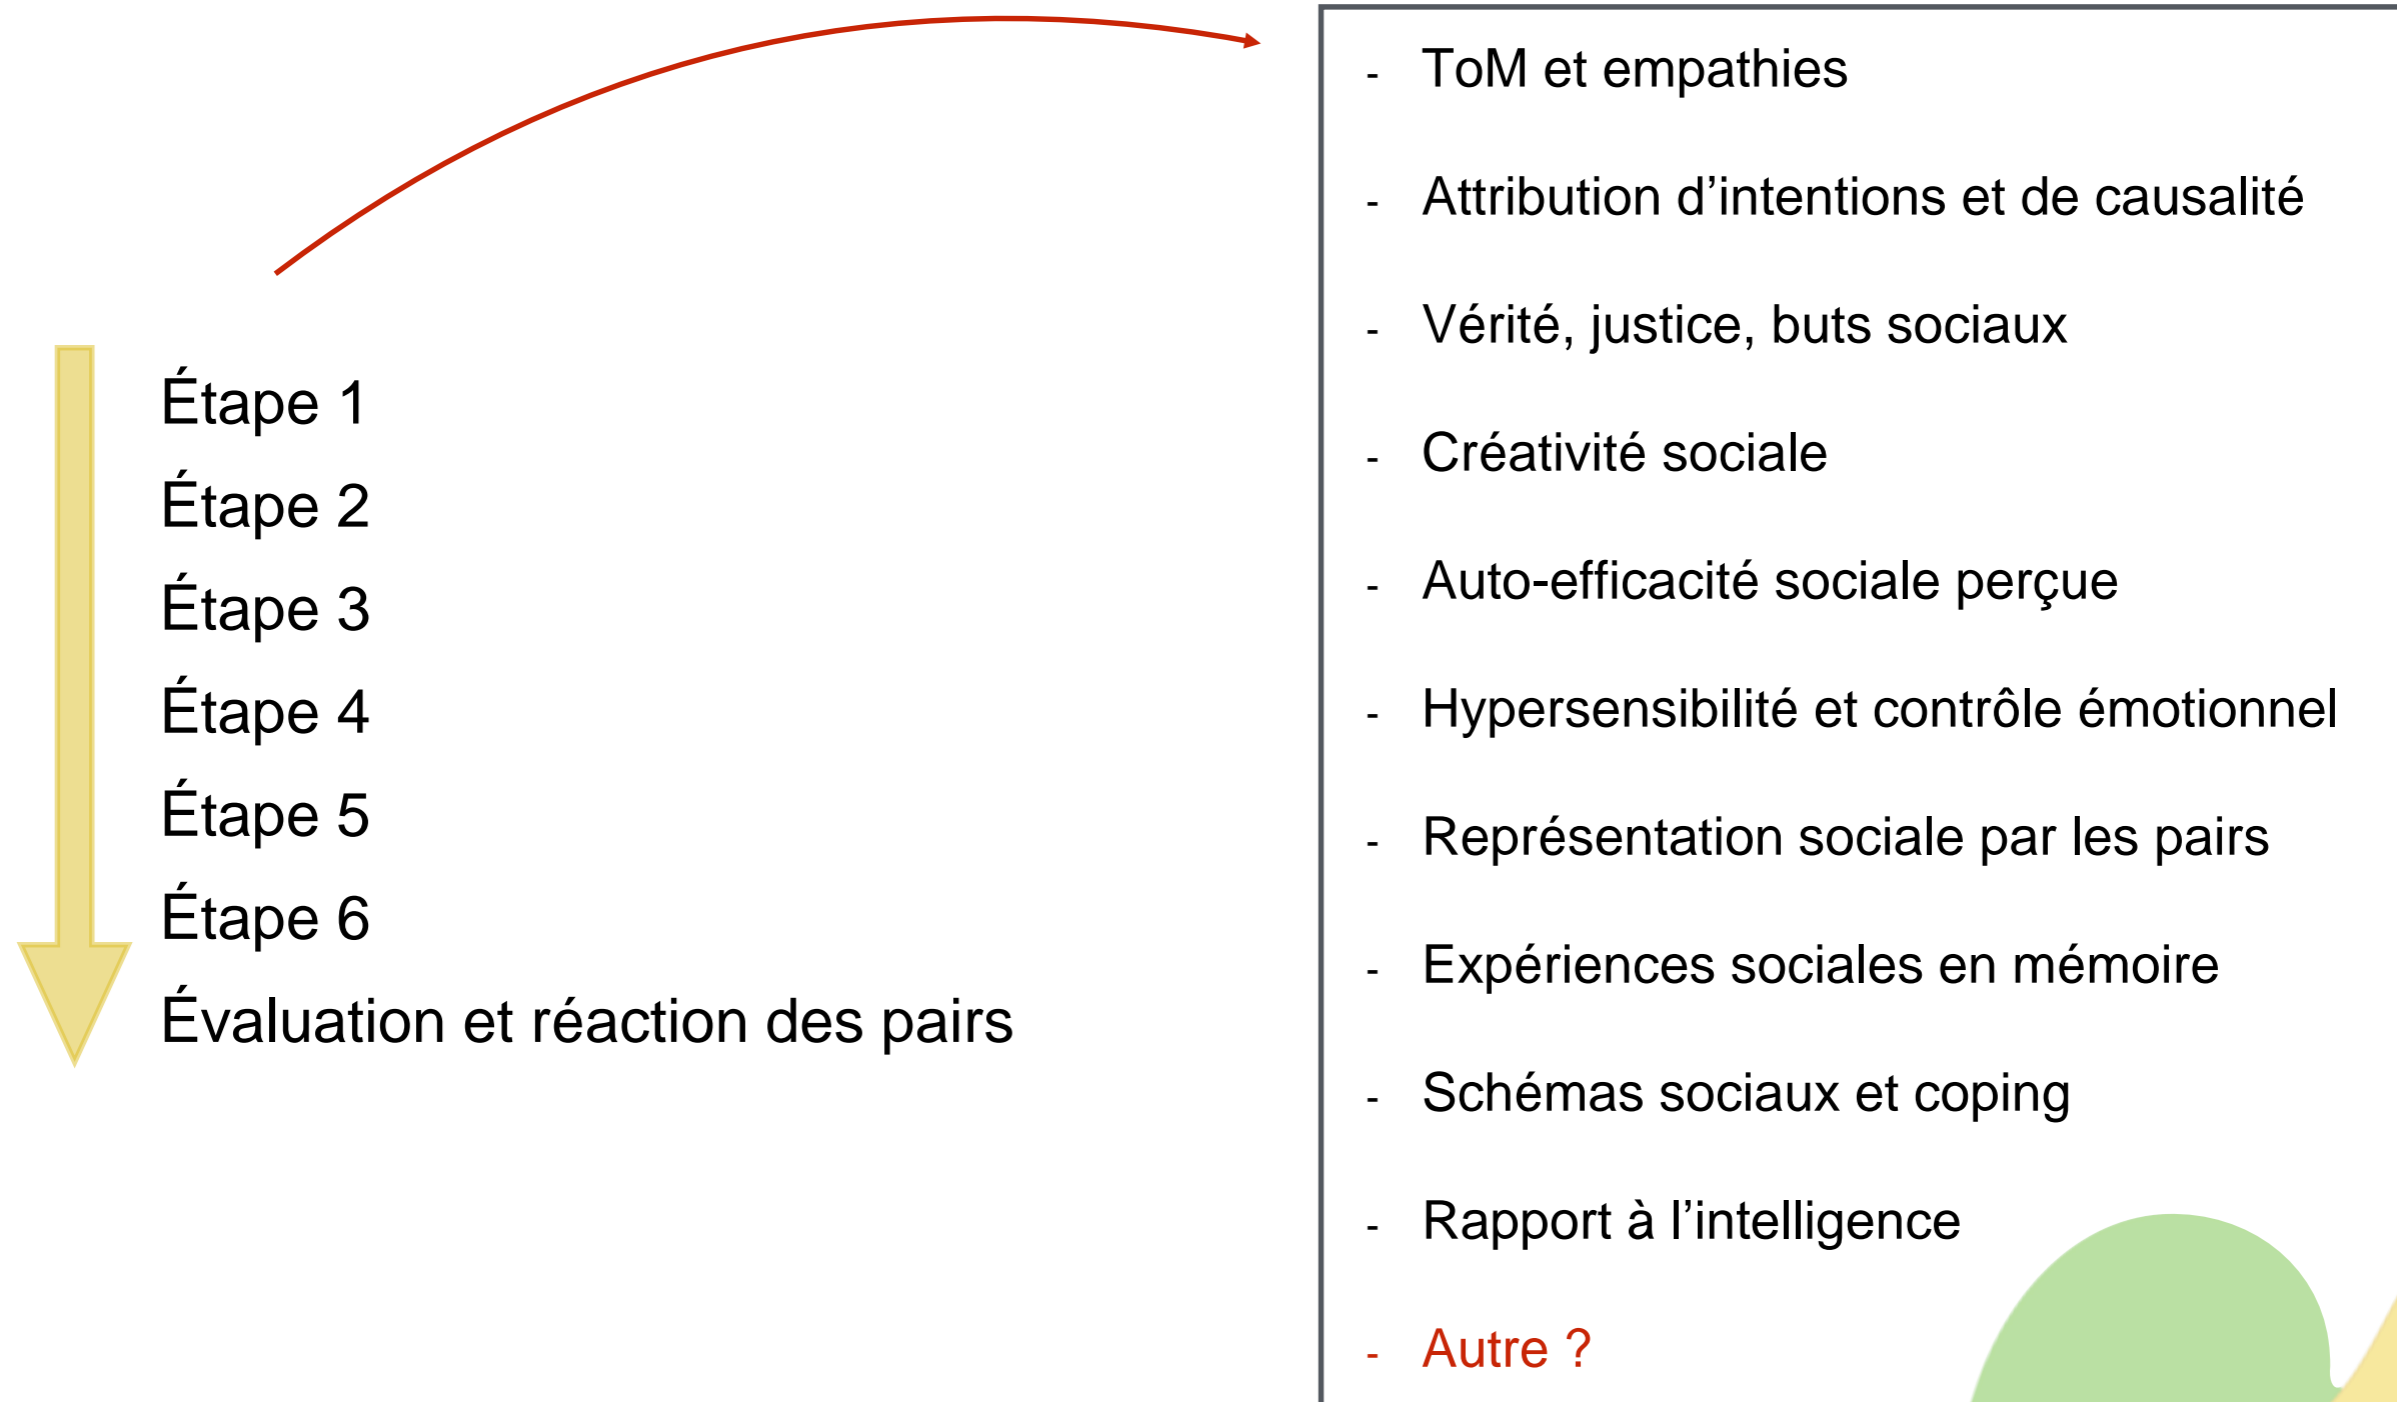 Étape 1
Étape 2
Étape 3
Étape 4
Étape 5
Étape 6
Évaluation et réaction des pairs
- ToM et empathies
- Attribution d’intentions et de causalité
- Vérité, justice, buts sociaux
- Créativité sociale
- Auto-efficacité sociale perçue
- Hypersensibilité et contrôle émotionnel
- Représentation sociale par les pairs
- Expériences sociales en mémoire
- Schémas sociaux et coping
- Rapport à l’intelligence
- Autre ?